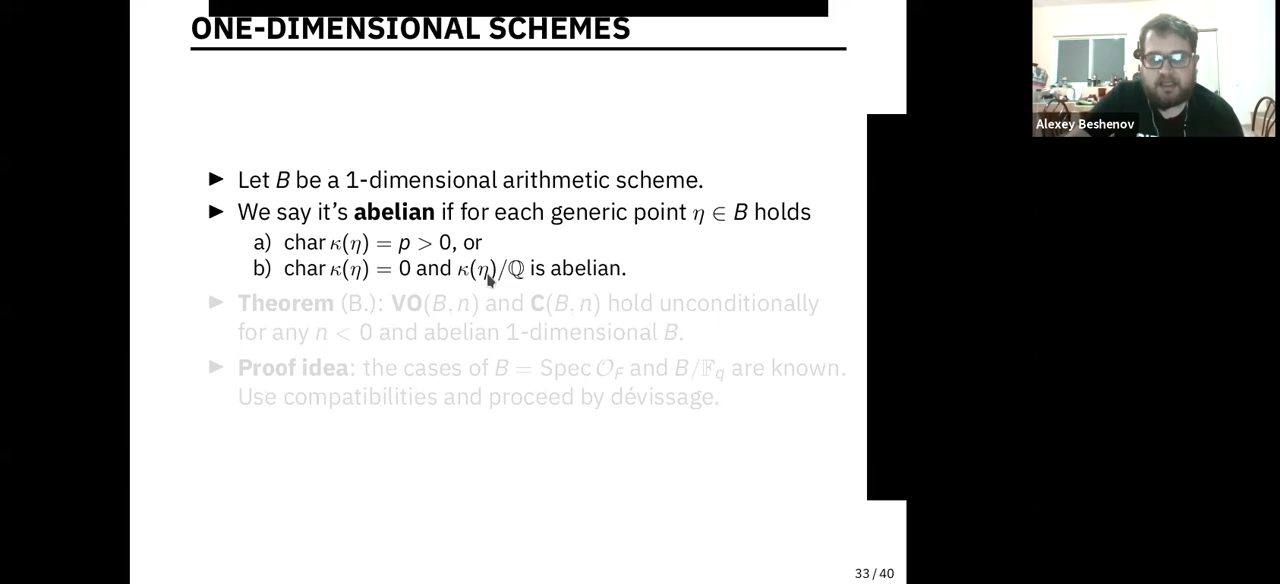 ONE-DIMENSIONAL SCHEMES
Alexey Beshenov
▶ Let B be a 1-dimensional arithmetic scheme.
▶ We say it's abelian if for each generic point η ∈ B holds
a) char κ(η) = p > 0, or
b) char κ(η) = 0 and κ(η)/ℚ is abelian.
▶ Theorem (B.): VO(B, n) and C(B, n) hold unconditionally
for any n < 0 and abelian 1-dimensional B.
▶ Proof idea: the cases of B = Spec 𝒪_F and B/𝔽_q are known.
Use compatibilities and proceed by dévissage.
33 / 40